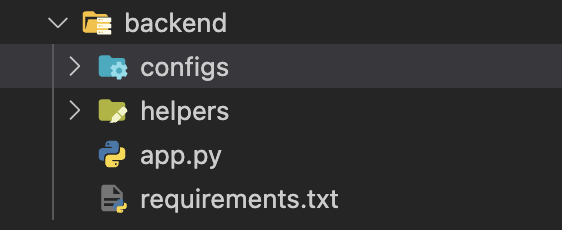 backend
configs
helpers
app.py
requirements.txt